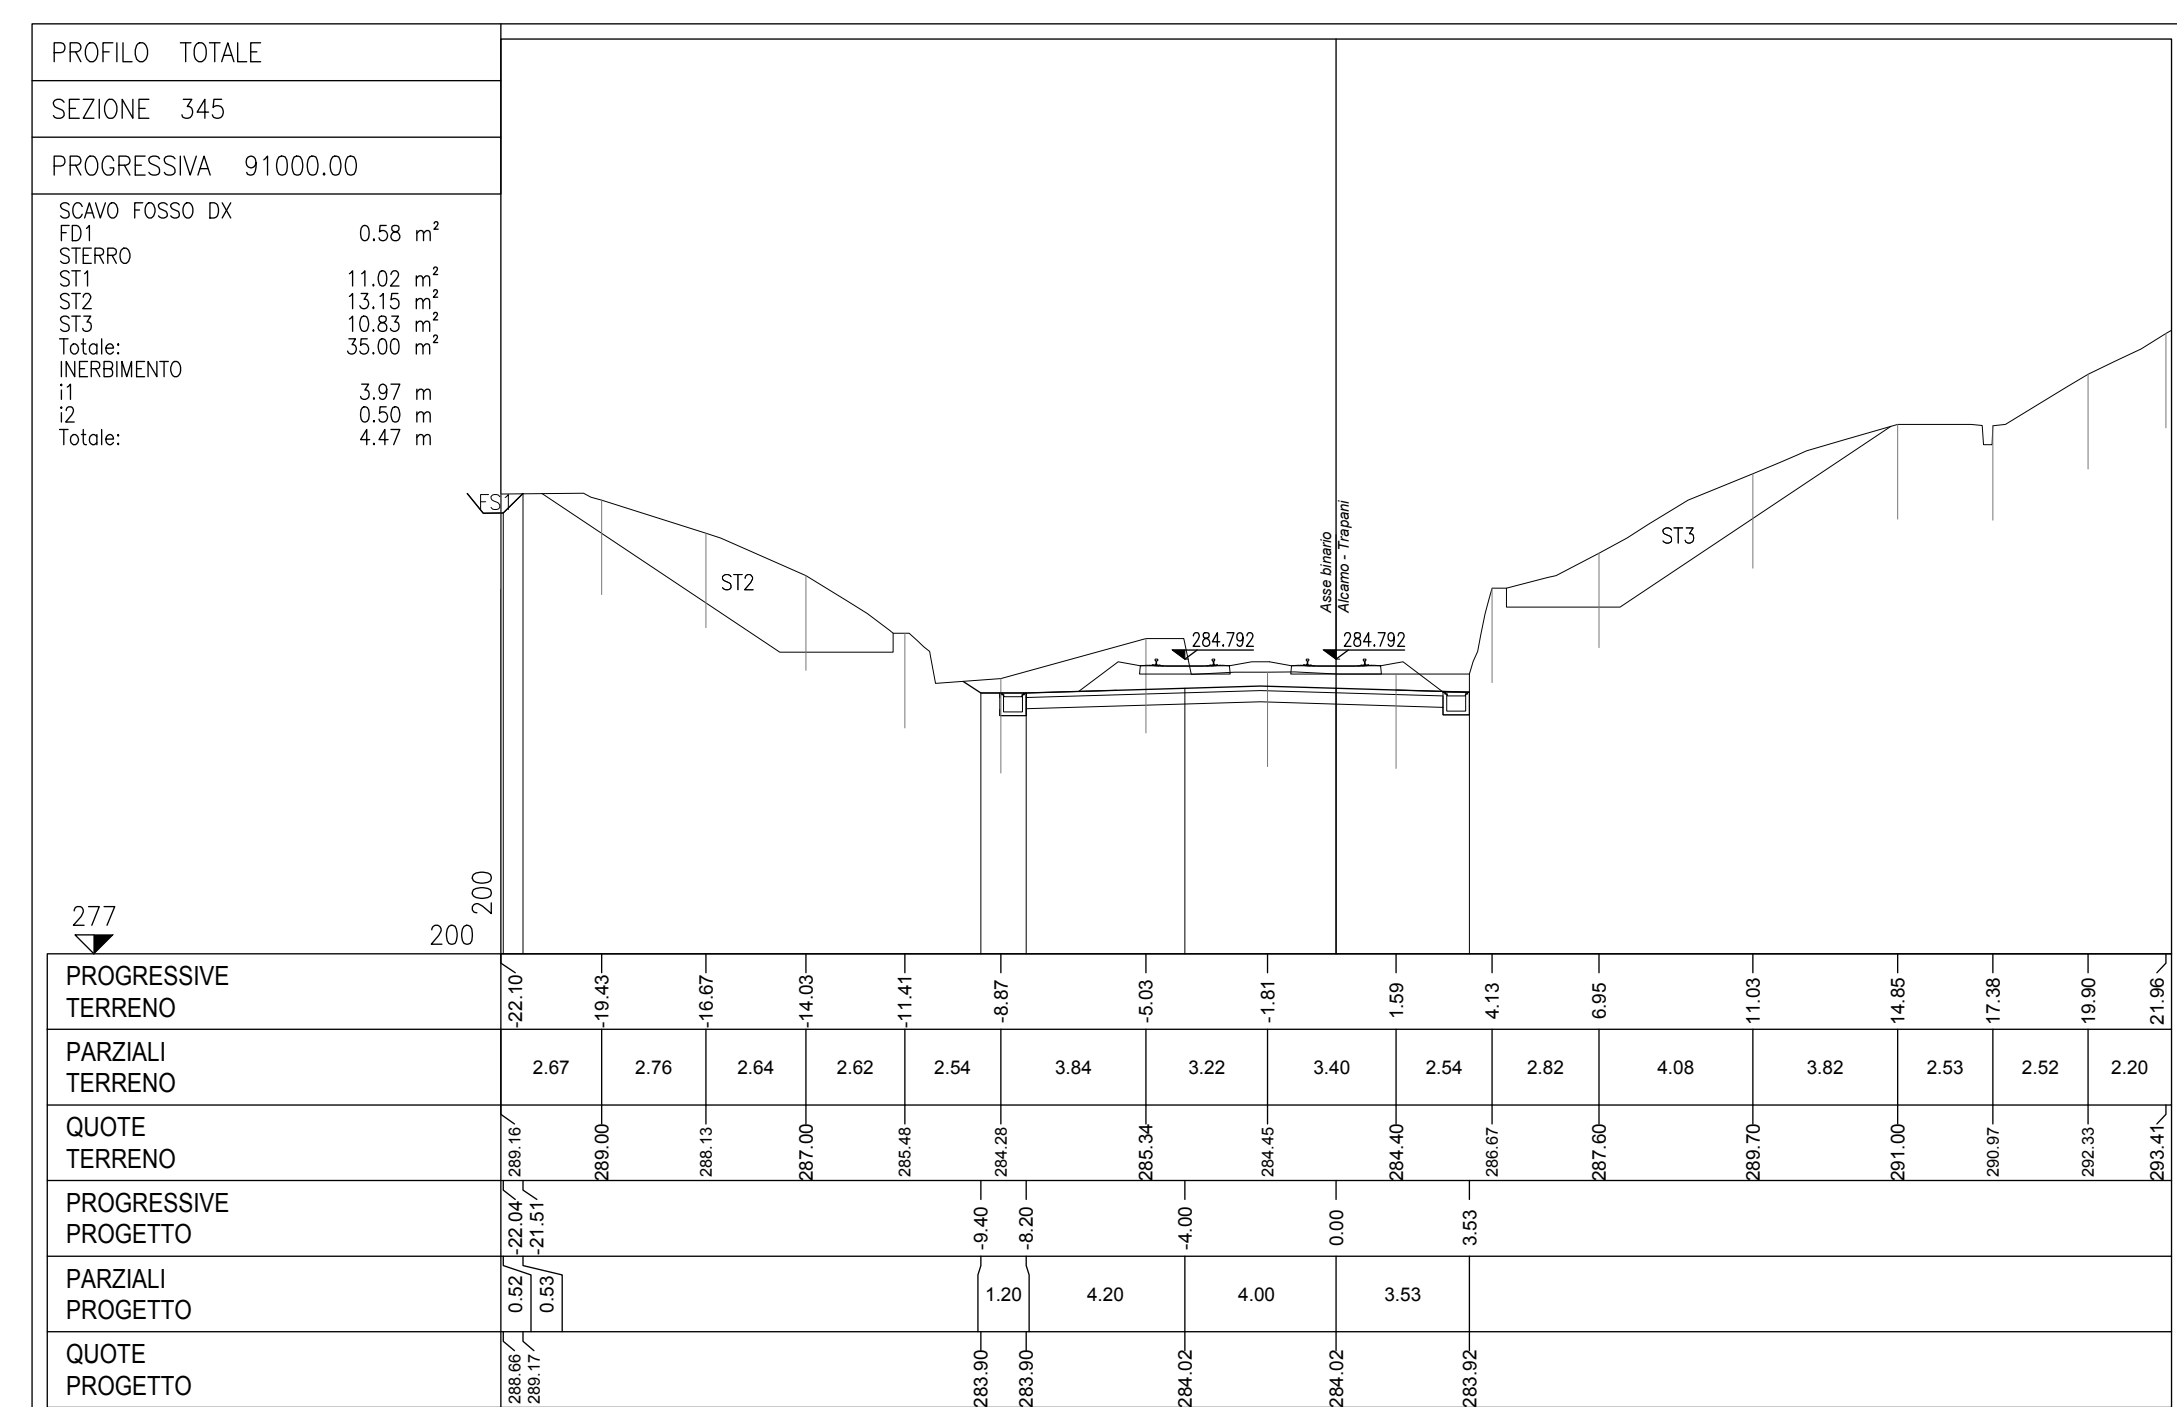 PROFILO TOTALE
SEZIONE 345
PROGRESSIVA 91000.00
SCAVO FOSSO DX
FD1 0.58 m²
STERRO
ST1 11.02 m²
ST2 13.15 m²
ST3 10.83 m²
Totale: 35.00 m²
INERBIMENTO
i1 3.97 m
i2 0.50 m
Totale: 4.47 m
FS1
ST2
ST3
Asse binario
Alcamo - Trapani
284.792 284.792
200
277
200
PROGRESSIVE
TERRENO
-22.10 -19.43 -16.67 -14.03 -11.41 -8.87 -5.03 -1.81 1.59 4.13 6.95 11.03 14.85 17.38 19.90 21.96
PARZIALI
TERRENO
2.67 2.76 2.64 2.62 2.54 3.84 3.22 3.40 2.54 2.82 4.08 3.82 2.53 2.52 2.20
QUOTE
TERRENO
289.16 289.00 288.13 287.00 285.48 284.28 285.34 284.45 284.40 286.67 287.60 289.70 291.00 290.97 292.33 293.41
PROGRESSIVE
PROGETTO
-22.04 -21.51 -9.40 -8.20 -4.00 0.00 3.53
PARZIALI
PROGETTO
0.52 0.53 1.20 4.20 4.00 3.53
QUOTE
PROGETTO
288.66 289.17 283.90 283.90 284.02 284.02 283.92